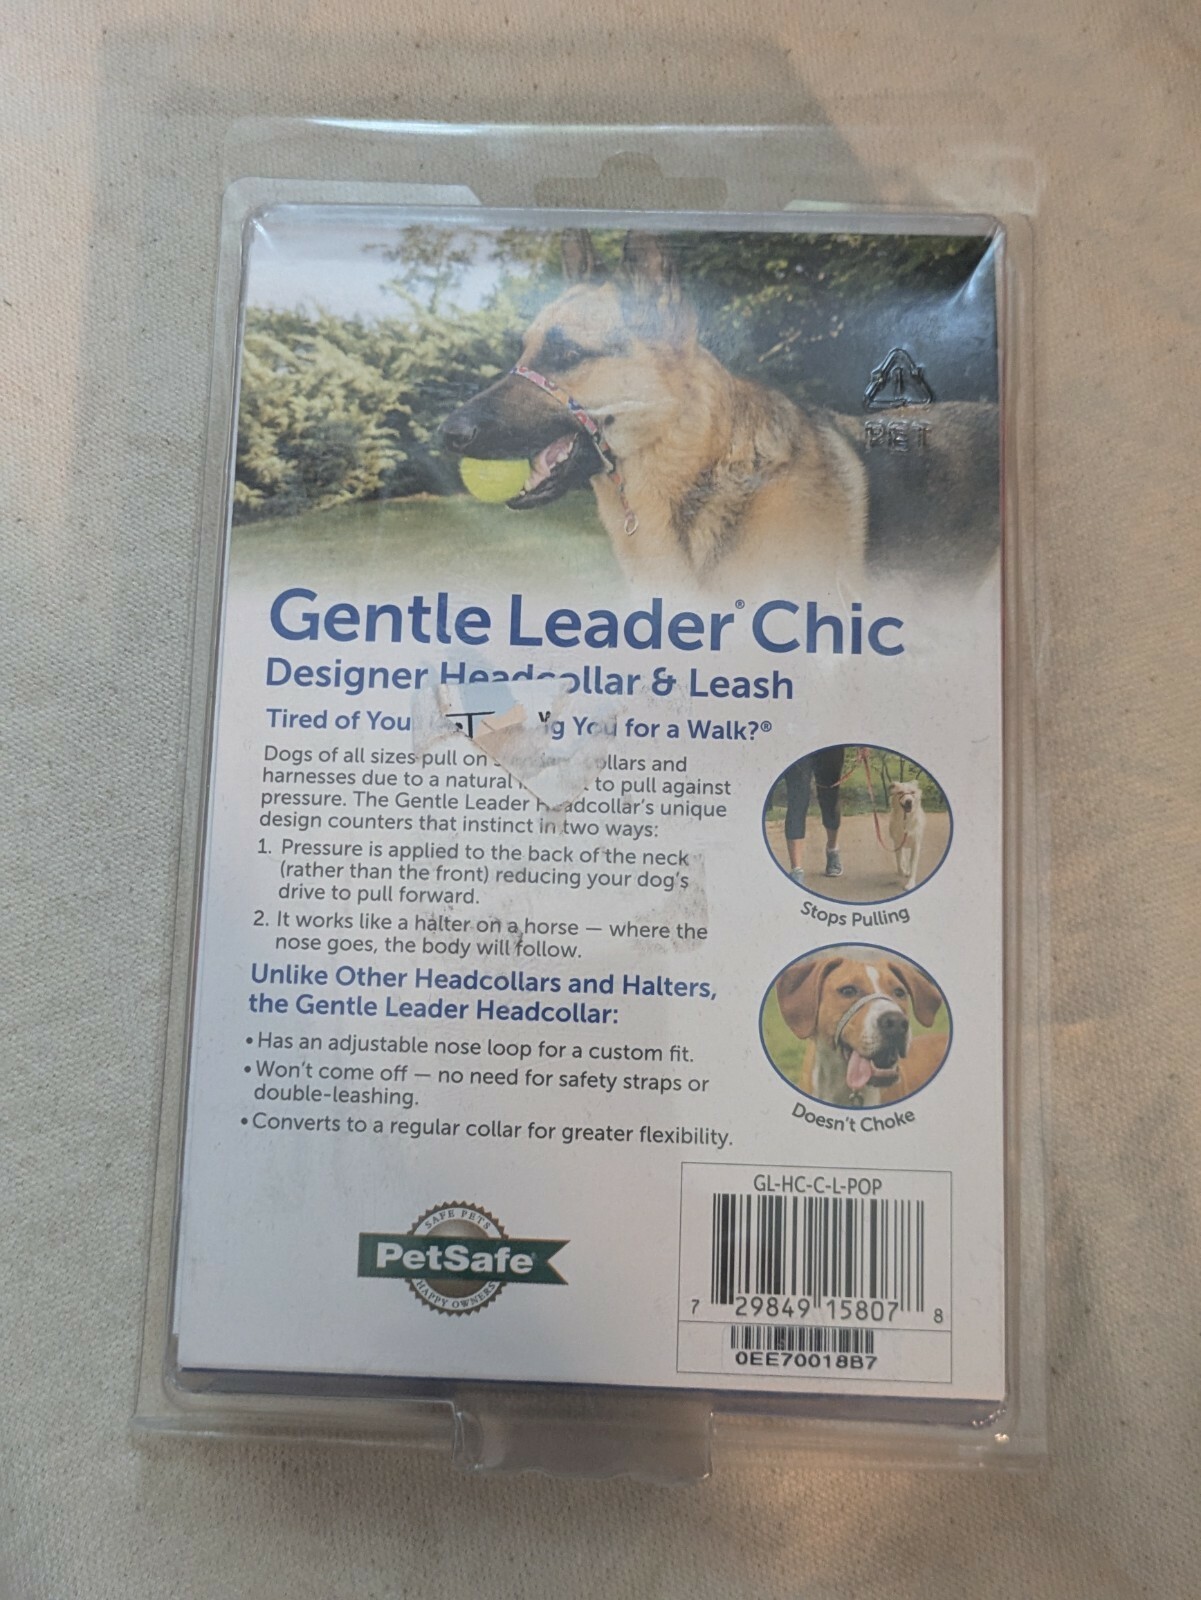 PET
Gentle Leader® Chic
Designer Headcollar & Leash
Tired of You You for a Walk?®
Dogs of all sizes pull on collars and
harnesses due to a natural to pull against
pressure. The Gentle Leader Headcollar's unique
design counters that instinct in two ways:
1. Pressure is applied to the back of the neck
(rather than the front) reducing your dog's
drive to pull forward.
2. It works like a halter on a horse — where the
nose goes, the body will follow.
Stops Pulling
Unlike Other Headcollars and Halters,
the Gentle Leader Headcollar:
• Has an adjustable nose loop for a custom fit.
• Won't come off — no need for safety straps or
double-leashing.
• Converts to a regular collar for greater flexibility.
Doesn't Choke
SAFE PETS
PetSafe®
HAPPY OWNERS
GL-HC-C-L-POP
7 29849 15807 8
0EE70018B7